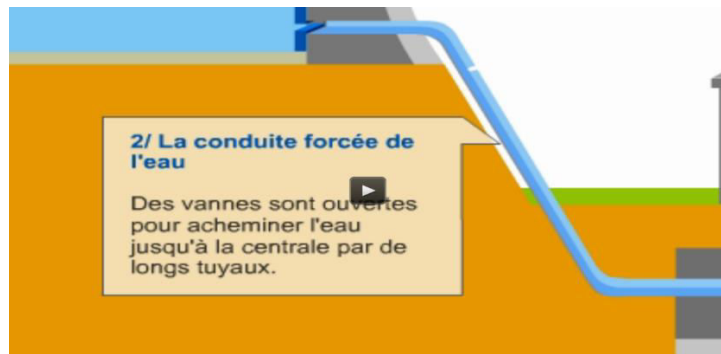 2/ La conduite forcée de
l'eau
Des vannes sont ouvertes
pour acheminer l'eau
jusqu'à la centrale par de
longs tuyaux.